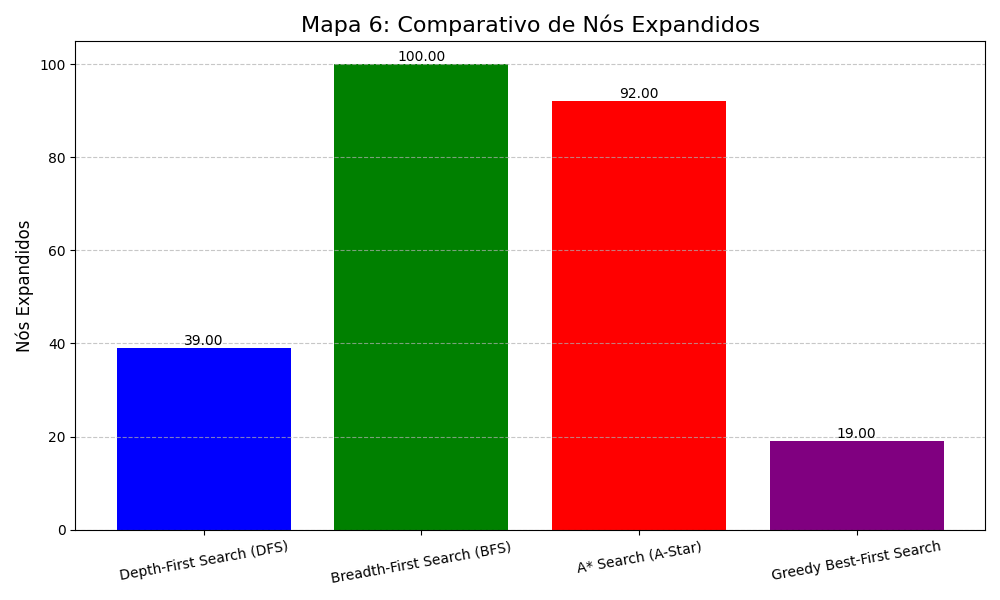 Mapa 6: Comparativo de Nós Expandidos
Nós Expandidos
100
80
60
40
20
0
39.00
100.00
92.00
19.00
Depth-First Search (DFS)
Breadth-First Search (BFS)
A* Search (A-Star)
Greedy Best-First Search